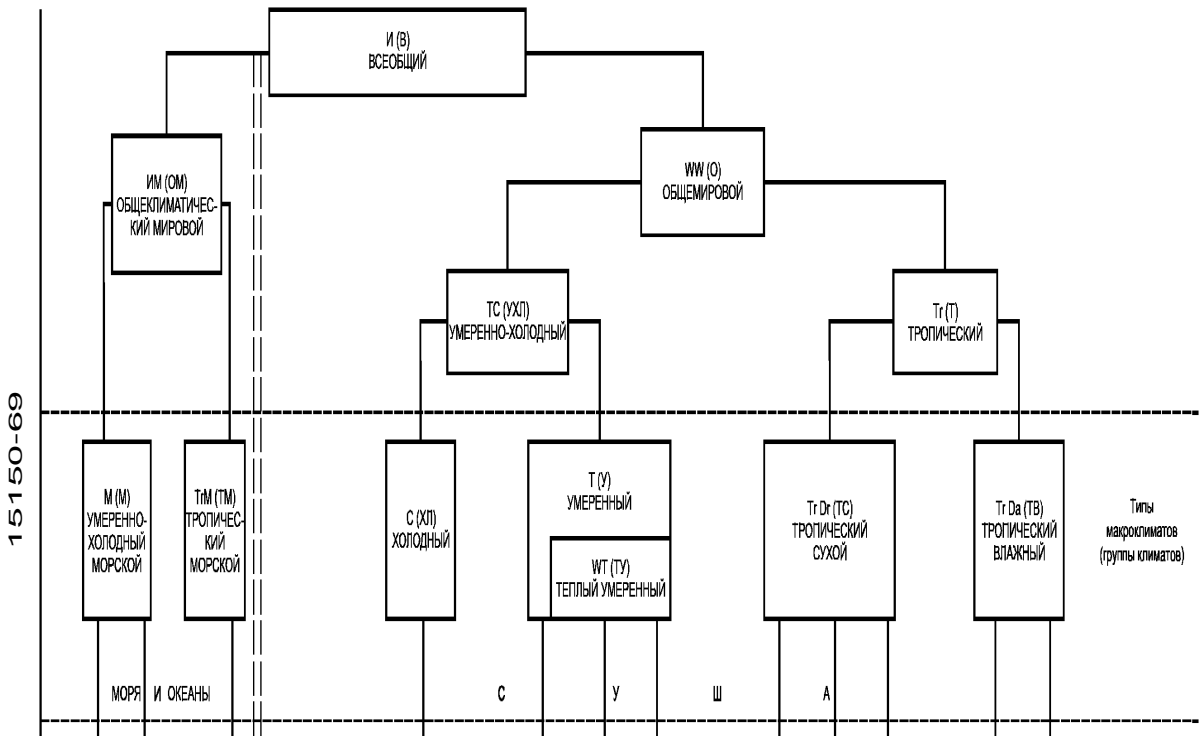 И (В)
ВСЕОБЩИЙ
WW (О)
ОБЩЕМИРОВОЙ
ИМ (ОМ)
ОБЩЕКЛИМАТИЧЕС-
КИЙ МИРОВОЙ
ТС (УХЛ)
УМЕРЕННО-ХОЛОДНЫЙ
Tr (Т)
ТРОПИЧЕСКИЙ
15150-69
М (М)
УМЕРЕННО-
ХОЛОДНЫЙ
МОРСКОЙ
TrM (ТМ)
ТРОПИЧЕС-
КИЙ
МОРСКОЙ
С (ХЛ)
ХОЛОДНЫЙ
Т (У)
УМЕРЕННЫЙ
WT (ТУ)
ТЕПЛЫЙ УМЕРЕННЫЙ
Tr Dr (ТС)
ТРОПИЧЕСКИЙ
СУХОЙ
Tr Da (ТВ)
ТРОПИЧЕСКИЙ
ВЛАЖНЫЙ
Типы
макроклиматов
(группы климатов)
МОРЯ И ОКЕАНЫ
С У Ш А